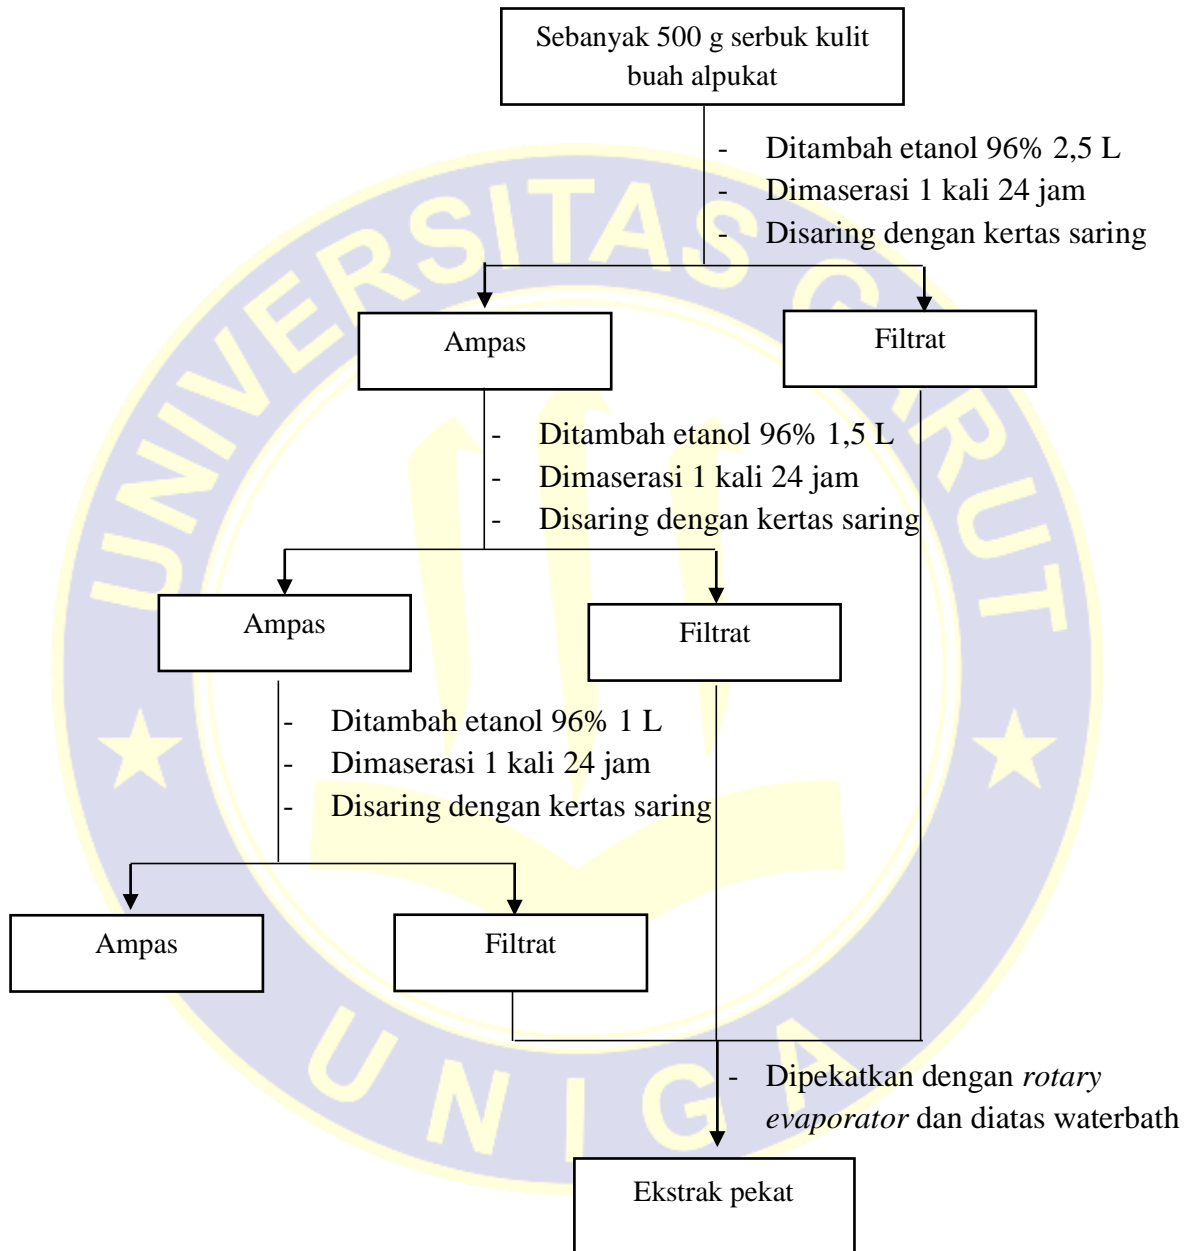 Sebanyak 500 g serbuk kulit
buah alpukat
- Ditambah etanol 96% 2,5 L
- Dimaserasi 1 kali 24 jam
- Disaring dengan kertas saring
Ampas
Filtrat
- Ditambah etanol 96% 1,5 L
- Dimaserasi 1 kali 24 jam
- Disaring dengan kertas saring
Ampas
Filtrat
- Ditambah etanol 96% 1 L
- Dimaserasi 1 kali 24 jam
- Disaring dengan kertas saring
Ampas
Filtrat
- Dipekatkan dengan rotary
evaporator dan diatas waterbath
Ekstrak pekat
UNIVERSITAS GARUT
UNIGA